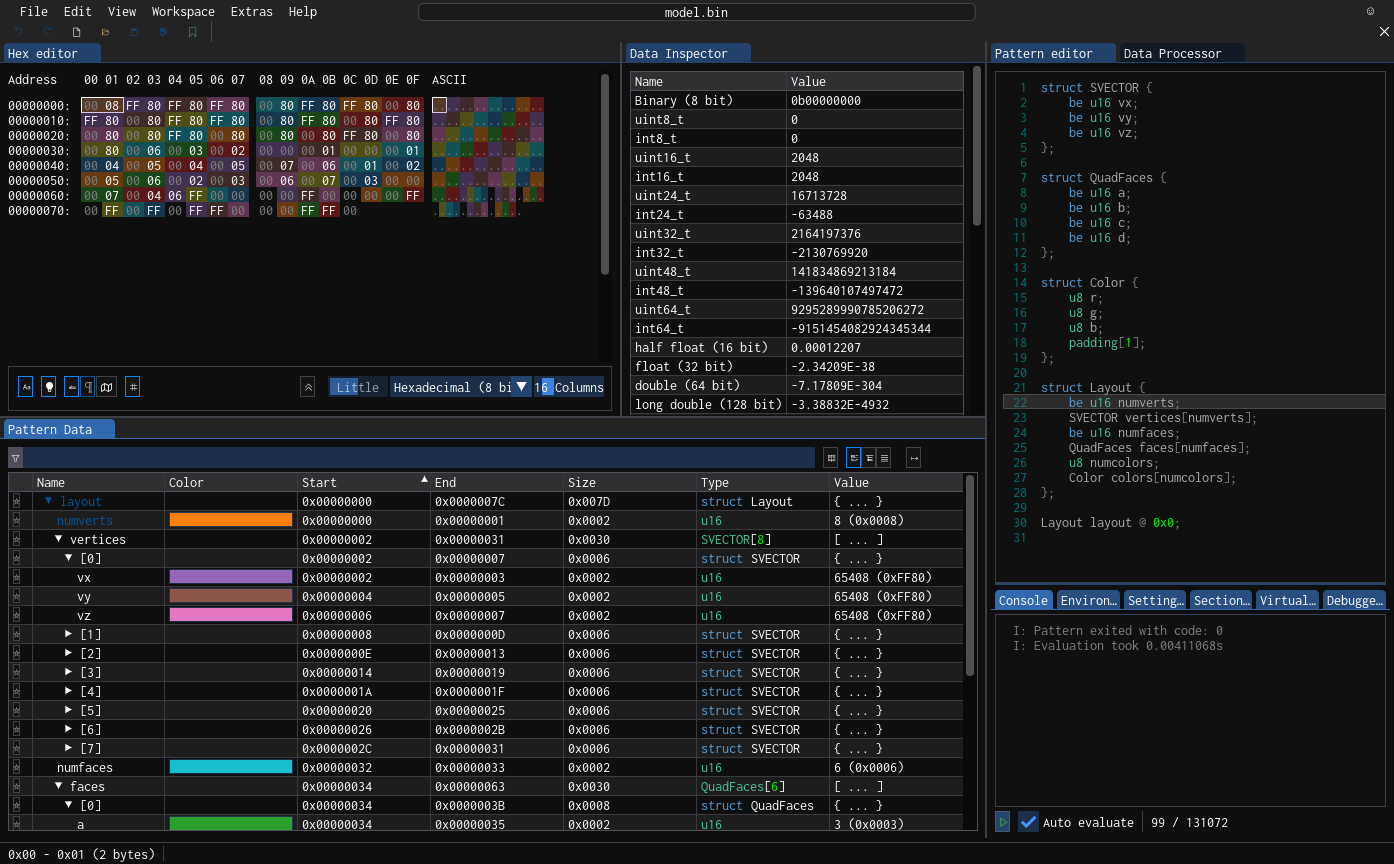 File Edit View Workspace Extras Help
model.bin
Hex editor
Address 00 01 02 03 04 05 06 07 08 09 0A 0B 0C 0D 0E 0F ASCII
00000000: 00 08 FF 80 FF 80 FF 80 00 80 FF 80 FF 80 00 80
00000010: FF 80 00 80 FF 80 FF 80 FF 80 00 80 00 80 FF 80
00000020: 00 80 00 80 FF 80 00 80 00 80 00 80 FF 80 00 80
00000030: 00 80 00 06 00 03 00 02 00 00 00 01 00 00 00 01
00000040: 00 04 00 05 00 04 00 05 00 07 00 06 00 01 00 02
00000050: 00 05 00 06 00 02 00 03 00 06 00 07 00 03 00 00
00000060: 00 07 00 04 06 FF 00 00 00 FF 00 00 00 00 00 FF
00000070: 00 FF 00 FF 00 FF FF 00 00 00 FF FF 00
Little Hexadecimal (8 bi 16 Columns
Data Inspector
Name Value
Binary (8 bit) 0b00000000
uint8_t 0
int8_t 0
uint16_t 2048
int16_t 2048
uint24_t 16713728
int24_t -63488
uint32_t 2164197376
int32_t -2130769920
uint48_t 141834869213184
int48_t -139640107497472
uint64_t 9295289990785206272
int64_t -9151454082924345344
half float (16 bit) 0.00012207
float (32 bit) -2.34209E-38
double (64 bit) -7.17809E-304
long double (128 bit) -3.38832E-4932
Pattern editor Data Processor
1 struct SVECTOR {
2 be u16 vx;
3 be u16 vy;
4 be u16 vz;
5 };
6
7 struct QuadFaces {
8 be u16 a;
9 be u16 b;
10 be u16 c;
11 be u16 d;
12 };
13
14 struct Color {
15 u8 r;
16 u8 g;
17 u8 b;
18 padding[1];
19 };
20
21 struct Layout {
22 be u16 numverts;
23 SVECTOR vertices[numverts];
24 be u16 numfaces;
25 QuadFaces faces[numfaces];
26 u8 numcolors;
27 Color colors[numcolors];
28 };
29
30 Layout layout @ 0x0;
31
Pattern Data
Name Color Start End Size Type Value
layout 0x00000000 0x0000007C 0x007D struct Layout { ... }
numverts 0x00000000 0x00000001 0x0002 u16 8 (0x0008)
vertices 0x00000002 0x00000031 0x0030 SVECTOR[8] [ ... ]
[0] 0x00000002 0x00000007 0x0006 struct SVECTOR { ... }
vx 0x00000002 0x00000003 0x0002 u16 65408 (0xFF80)
vy 0x00000004 0x00000005 0x0002 u16 65408 (0xFF80)
vz 0x00000006 0x00000007 0x0002 u16 65408 (0xFF80)
[1] 0x00000008 0x0000000D 0x0006 struct SVECTOR { ... }
[2] 0x0000000E 0x00000013 0x0006 struct SVECTOR { ... }
[3] 0x00000014 0x00000019 0x0006 struct SVECTOR { ... }
[4] 0x0000001A 0x0000001F 0x0006 struct SVECTOR { ... }
[5] 0x00000020 0x00000025 0x0006 struct SVECTOR { ... }
[6] 0x00000026 0x0000002B 0x0006 struct SVECTOR { ... }
[7] 0x0000002C 0x00000031 0x0006 struct SVECTOR { ... }
numfaces 0x00000032 0x00000033 0x0002 u16 6 (0x0006)
faces 0x00000034 0x00000063 0x0030 QuadFaces[6] [ ... ]
[0] 0x00000034 0x0000003B 0x0008 struct QuadFaces { ... }
a 0x00000034 0x00000035 0x0002 u16 3 (0x0003)
Console Environ… Setting… Section… Virtual… Debugge…
I: Pattern exited with code: 0
I: Evaluation took 0.00411068s
Auto evaluate 99 / 131072
0x00 - 0x01 (2 bytes)